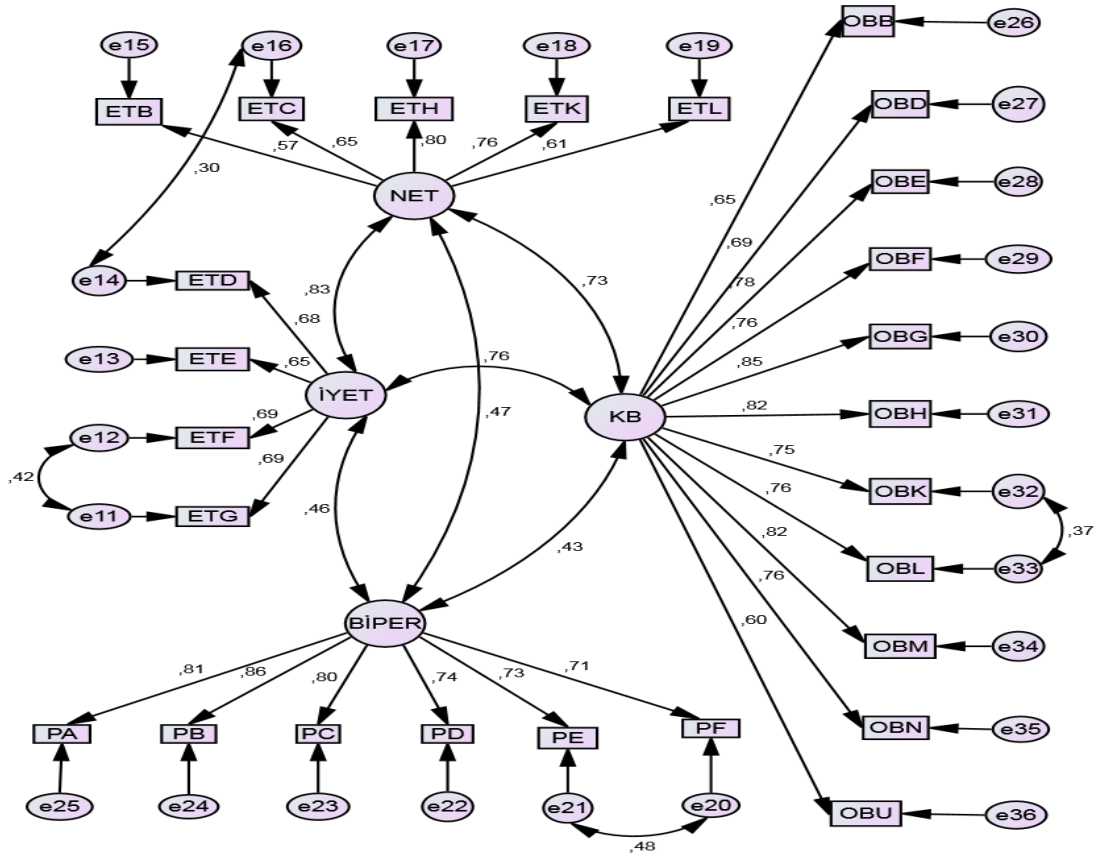 OBB
e26
e15
e16
e17
e18
e19
ETB
ETC
ETH
ETK
ETL
OBD
e27
,57
,65
,80
,76
,61
,30
NET
OBE
e28
,65
,69
OBF
e29
e14
ETD
,83
,73
,78
,68
,76
OBG
e30
e13
ETE
,65
,76
,85
İYET
KB
,82
OBH
e31
,69
,47
e12
ETF
,69
,75
,42
OBK
e32
,76
e11
ETG
,46
,82
,37
,43
OBL
e33
,76
BİPER
,60
OBM
e34
,81
,86
,80
,74
,73
,71
PA
PB
PC
PD
PE
PF
OBN
e35
e25
e24
e23
e22
e21
e20
OBU
e36
,48